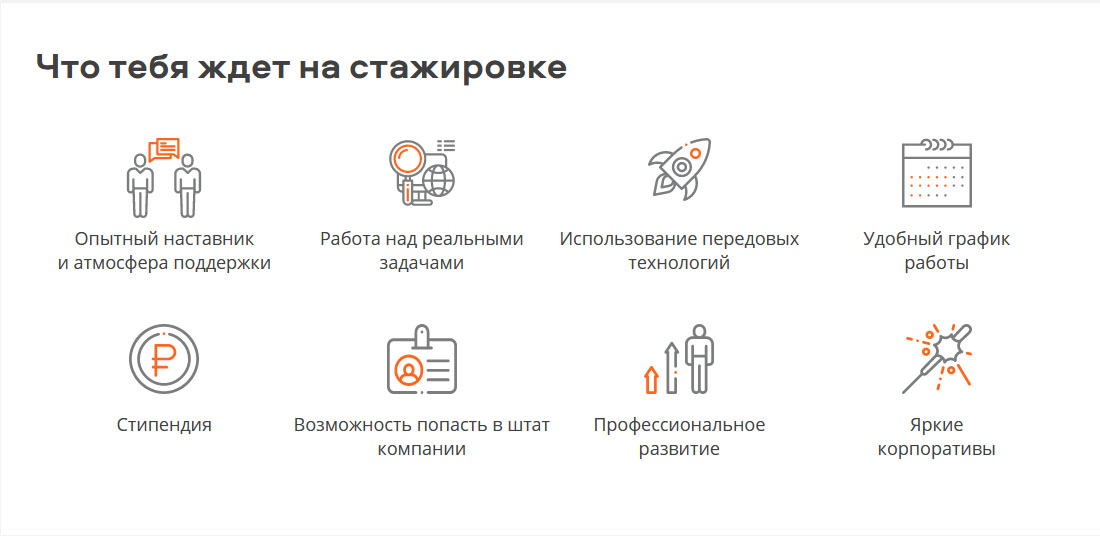 Что тебя ждет на стажировке
Опытный наставник
и атмосфера поддержки
Работа над реальными
задачами
Использование передовых
технологий
Удобный график
работы
Стипендия
Возможность попасть в штат
компании
Профессиональное
развитие
Яркие
корпоративы